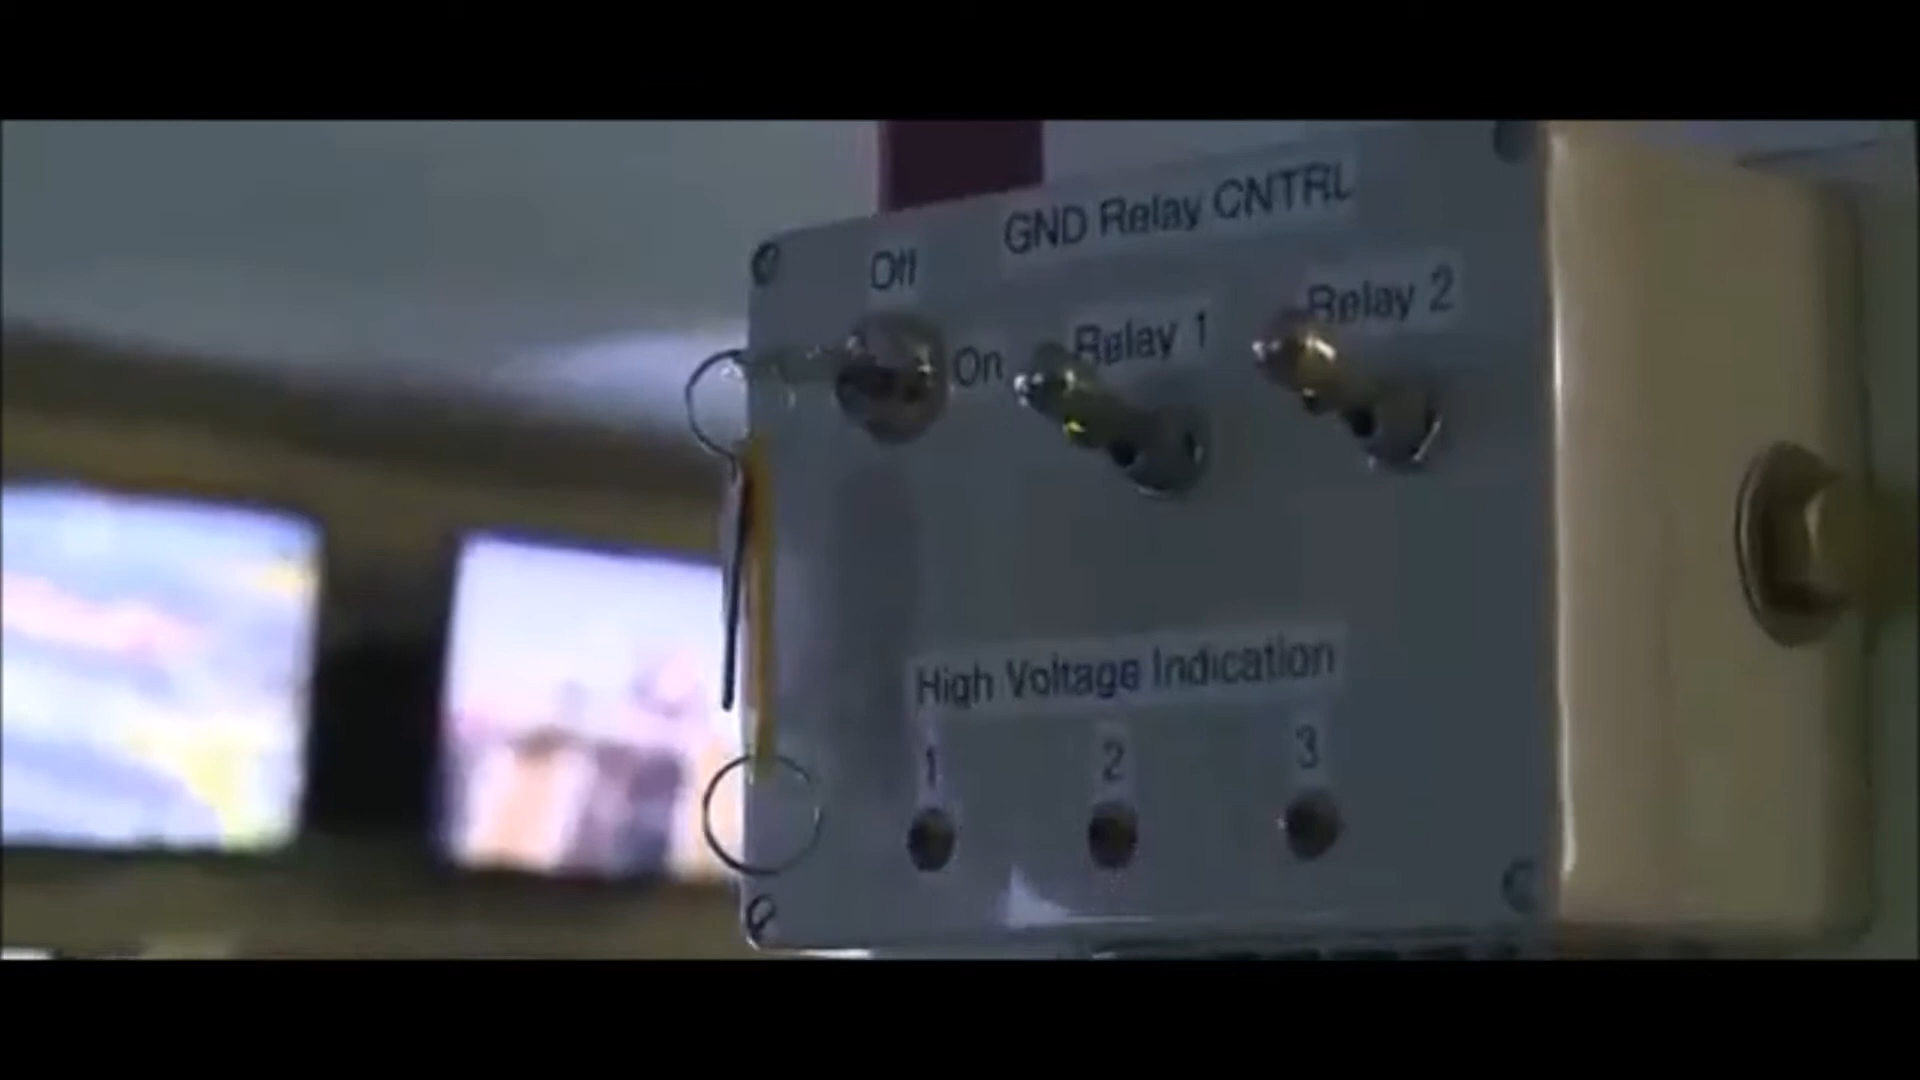 GND Relay CNTRL
Off
On
Relay 1
Relay 2
High Voltage Indication
1
2
3